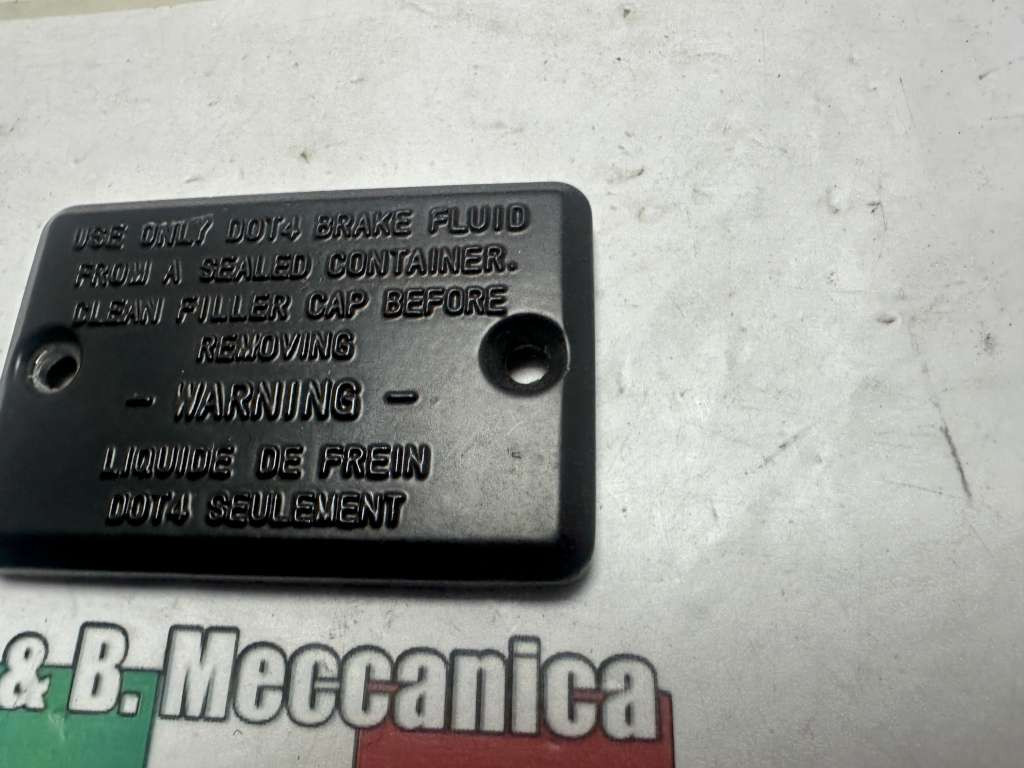 USE ONLY DOT4 BRAKE FLUID
FROM A SEALED CONTAINER.
CLEAN FILLER CAP BEFORE
REMOVING
- WARNING -
LIQUIDE DE FREIN
DOT4 SEULEMENT
& B. Meccanica